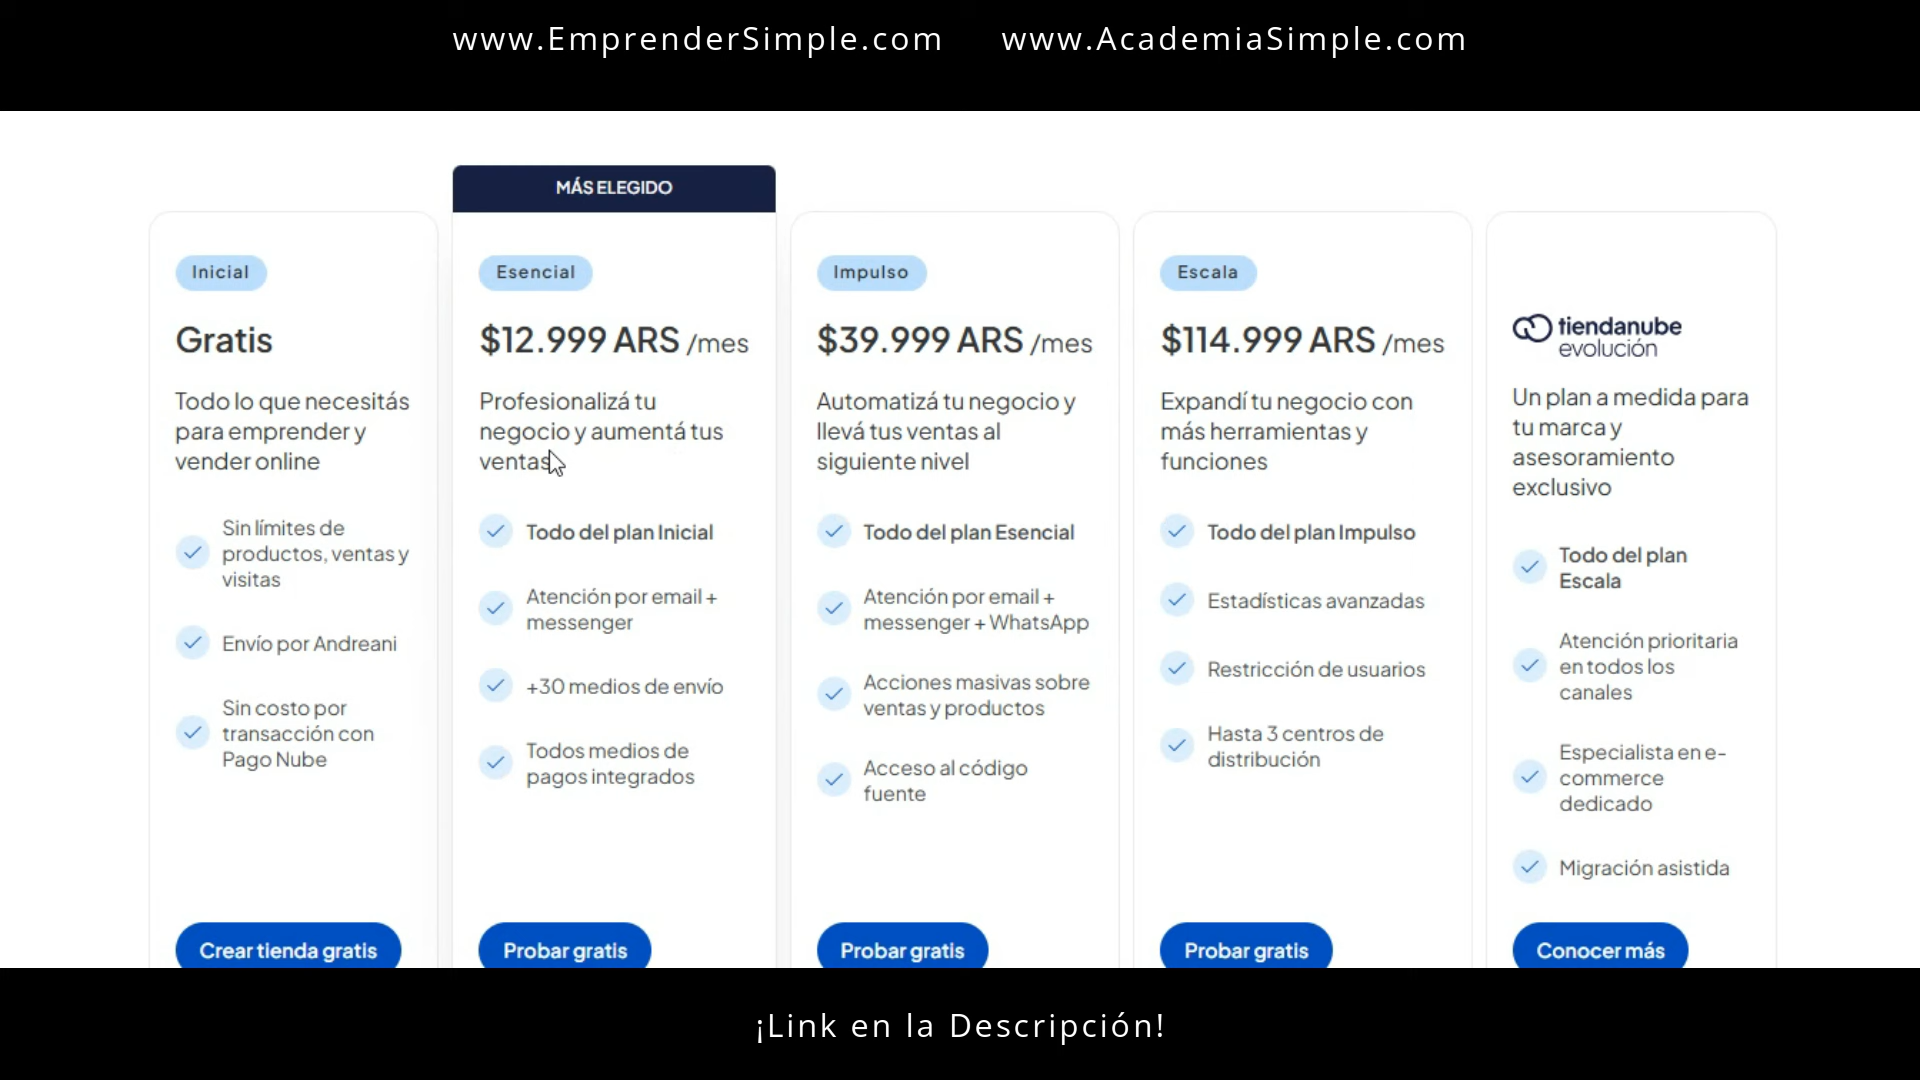 www.EmprenderSimple.com www.AcademiaSimple.com
MÁS ELEGIDO
Inicial
Gratis
Todo lo que necesitás
para emprender y
vender online
Sin límites de
productos, ventas y
visitas
Envío por Andreani
Sin costo por
transacción con
Pago Nube
Crear tienda gratis
Esencial
$12.999 ARS /mes
Profesionalizá tu
negocio y aumentá tus
ventas
Todo del plan Inicial
Atención por email +
messenger
+30 medios de envío
Todos medios de
pagos integrados
Probar gratis
Impulso
$39.999 ARS /mes
Automatizá tu negocio y
llevá tus ventas al
siguiente nivel
Todo del plan Esencial
Atención por email +
messenger + WhatsApp
Acciones masivas sobre
ventas y productos
Acceso al código
fuente
Probar gratis
Escala
$114.999 ARS /mes
Expandí tu negocio con
más herramientas y
funciones
Todo del plan Impulso
Estadísticas avanzadas
Restricción de usuarios
Hasta 3 centros de
distribución
Probar gratis
tiendanube
evolución
Un plan a medida para
tu marca y
asesoramiento
exclusivo
Todo del plan
Escala
Atención prioritaria
en todos los
canales
Especialista en e-
commerce
dedicado
Migración asistida
Conocer más
¡Link en la Descripción!